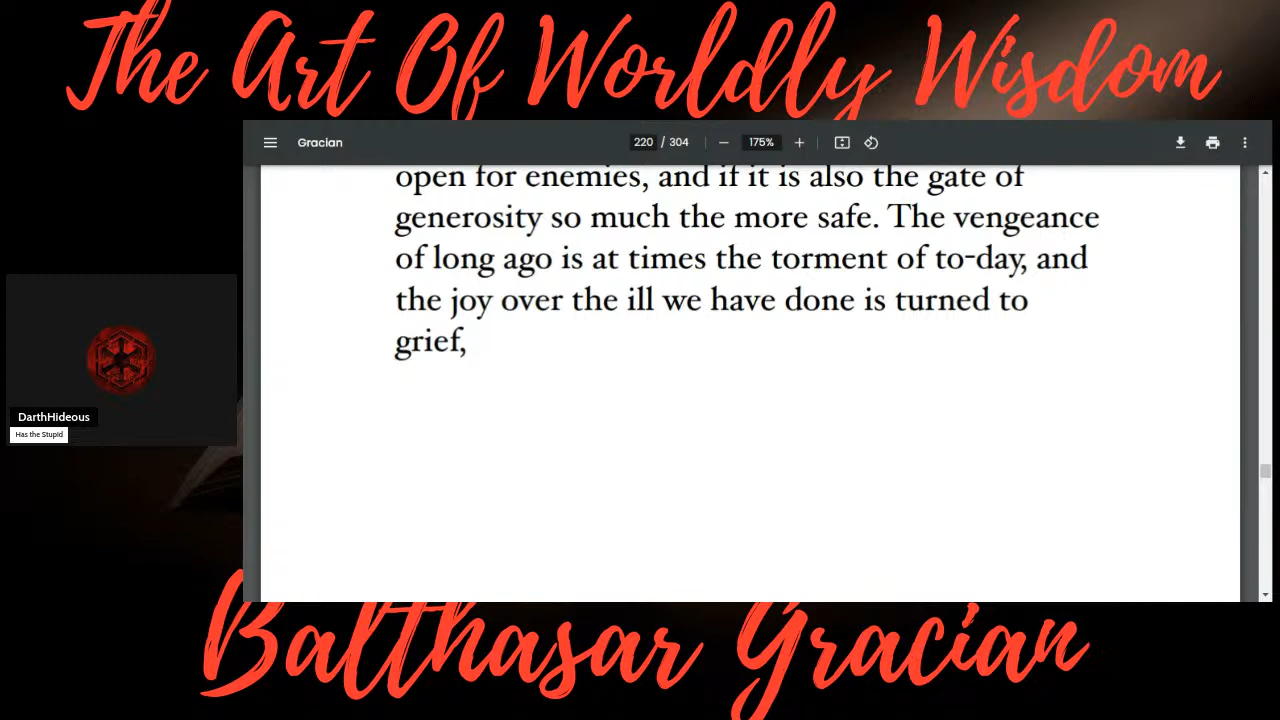 The Art Of Worldly Wisdom
Gracian
220 / 304
175%
open for enemies, and if it is also the gate of
generosity so much the more safe. The vengeance
of long ago is at times the torment of to-day, and
the joy over the ill we have done is turned to
grief,
DarthHideous
Has the Stupid
Balthasar Gracian